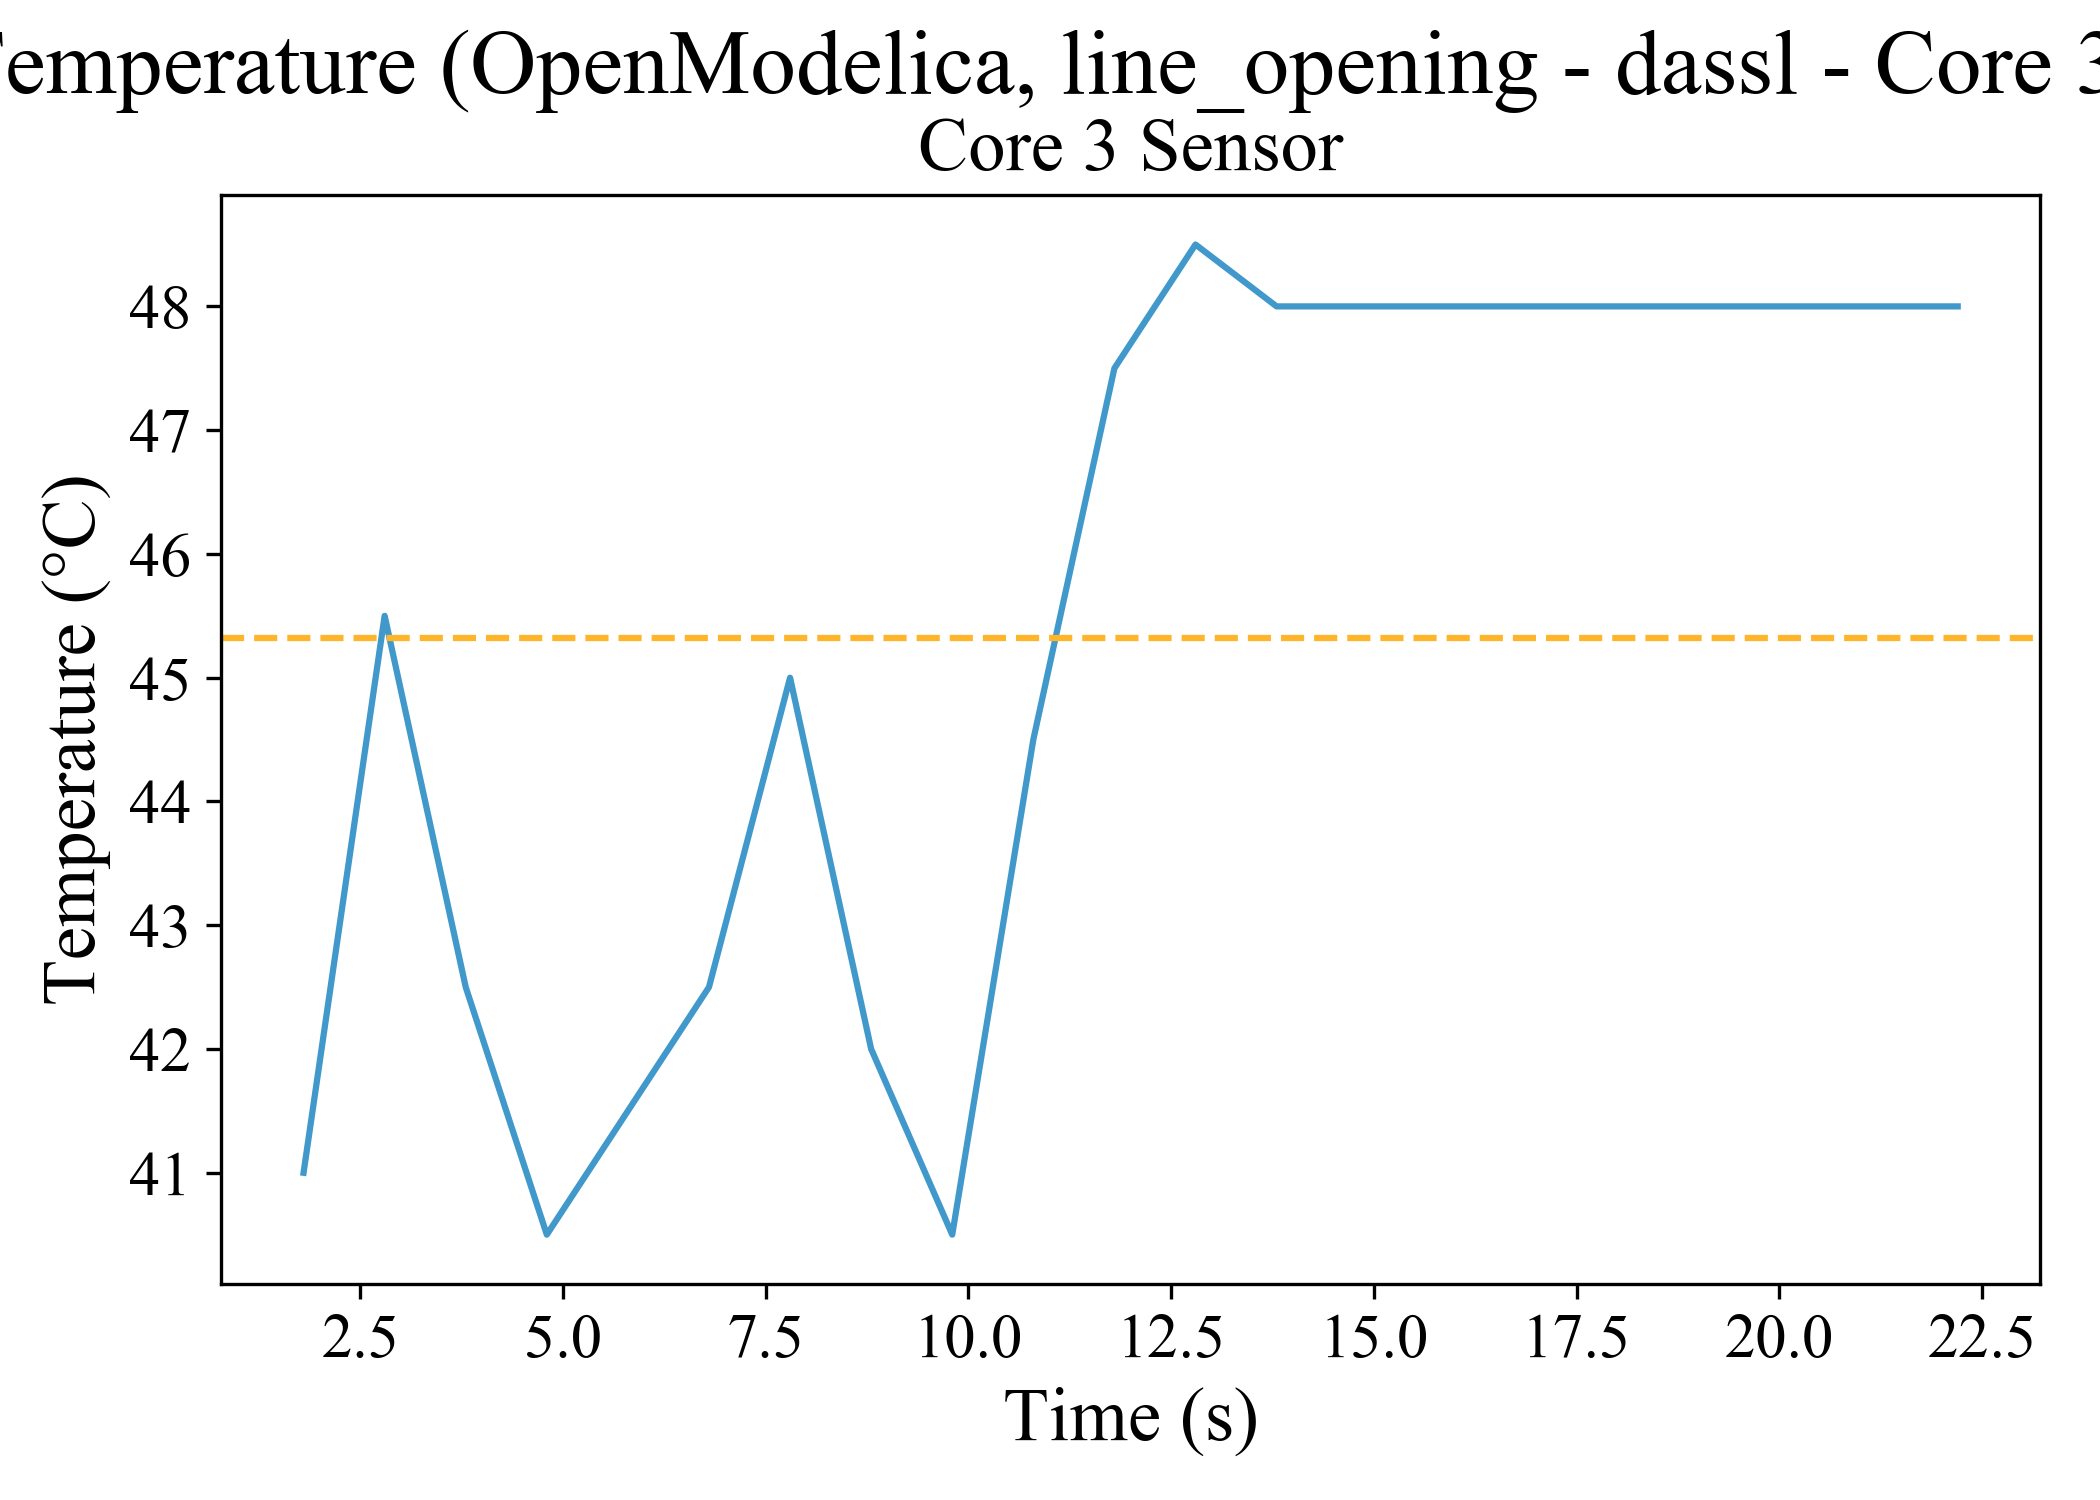 emperature (OpenModelica, line_opening - dassl - Core 3
Core 3 Sensor
48
47
46
45
44
43
42
41
Temperature (°C)
2.5 5.0 7.5 10.0 12.5 15.0 17.5 20.0 22.5
Time (s)